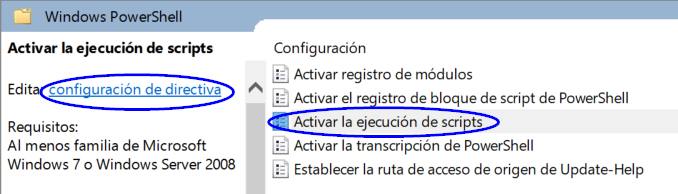 Windows PowerShell
Activar la ejecución de scripts
Edita configuración de directiva
Requisitos:
Al menos familia de Microsoft
Windows 7 o Windows Server 2008
Configuración
Activar registro de módulos
Activar el registro de bloque de script de PowerShell
Activar la ejecución de scripts
Activar la transcripción de PowerShell
Establecer la ruta de acceso de origen de Update-Help